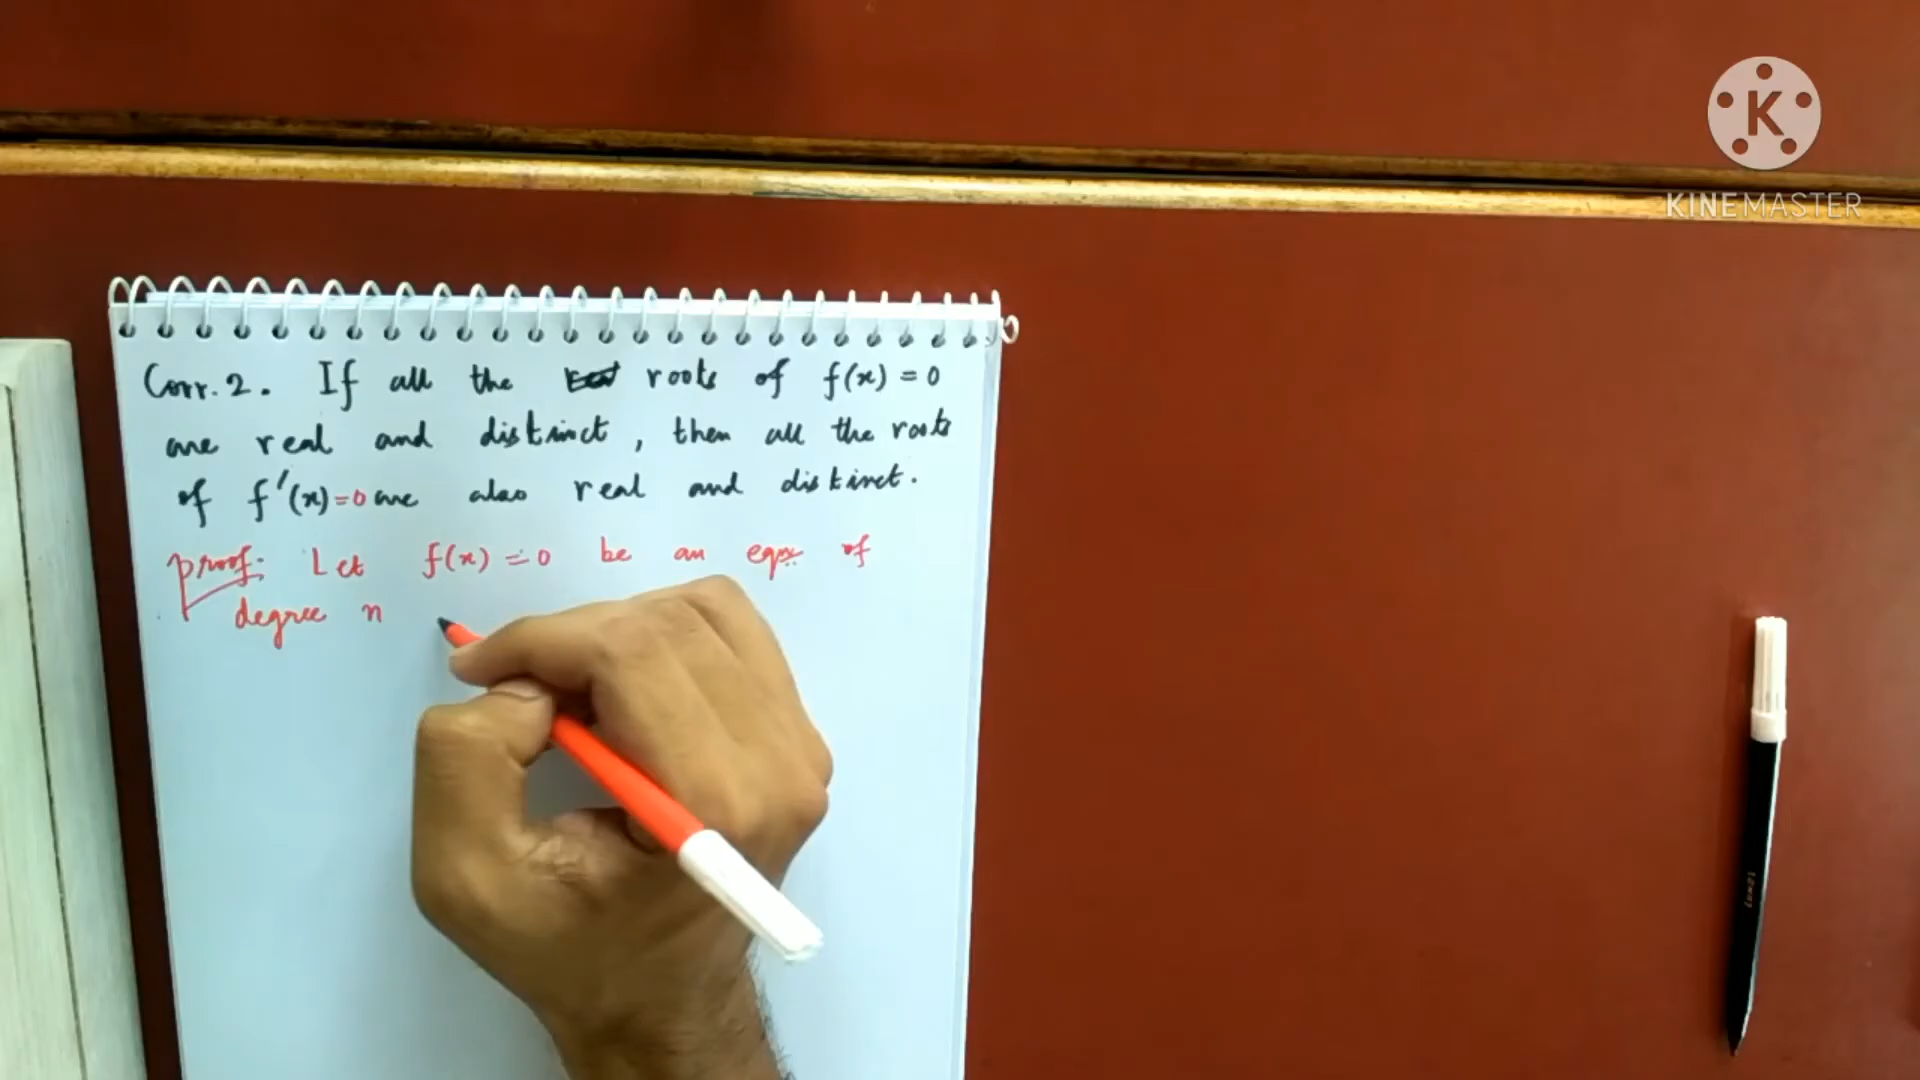 Corr. 2. If all the roots of f(x) = 0
are real and distinct, then all the roots
of f'(x)=0 are also real and distinct.
proof: Let f(x) = 0 be an eqn. of
degree n
K
KINEMASTER